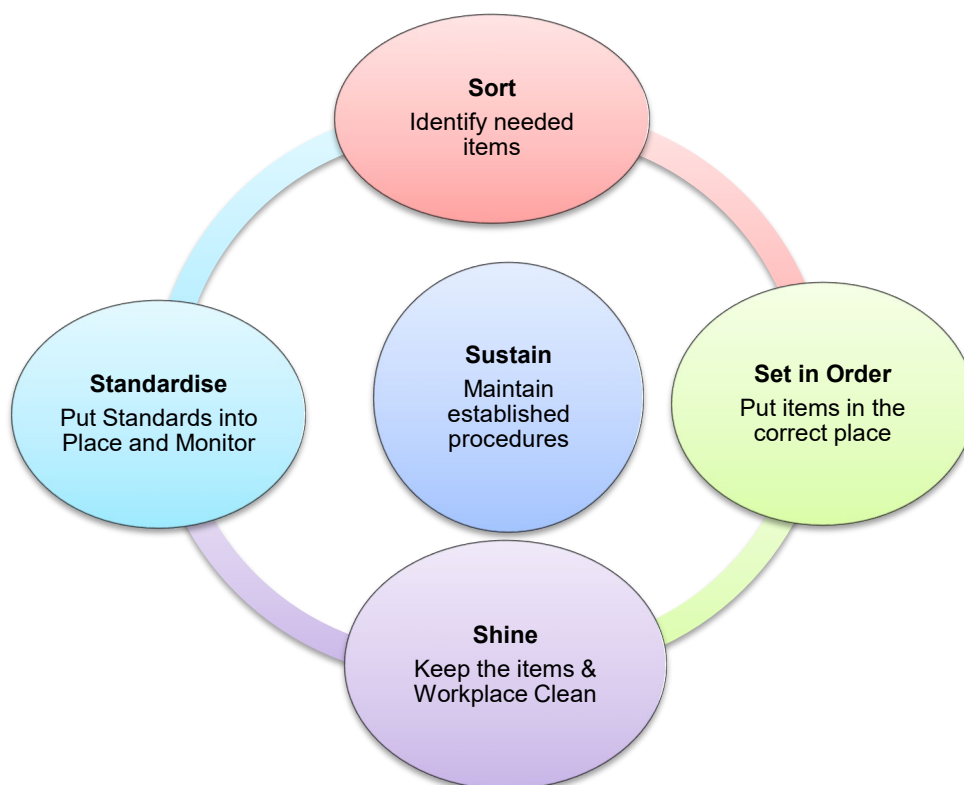 Sort
Identify needed
items
Standardise
Put Standards into
Place and Monitor
Sustain
Maintain
established
procedures
Set in Order
Put items in the
correct place
Shine
Keep the items &
Workplace Clean